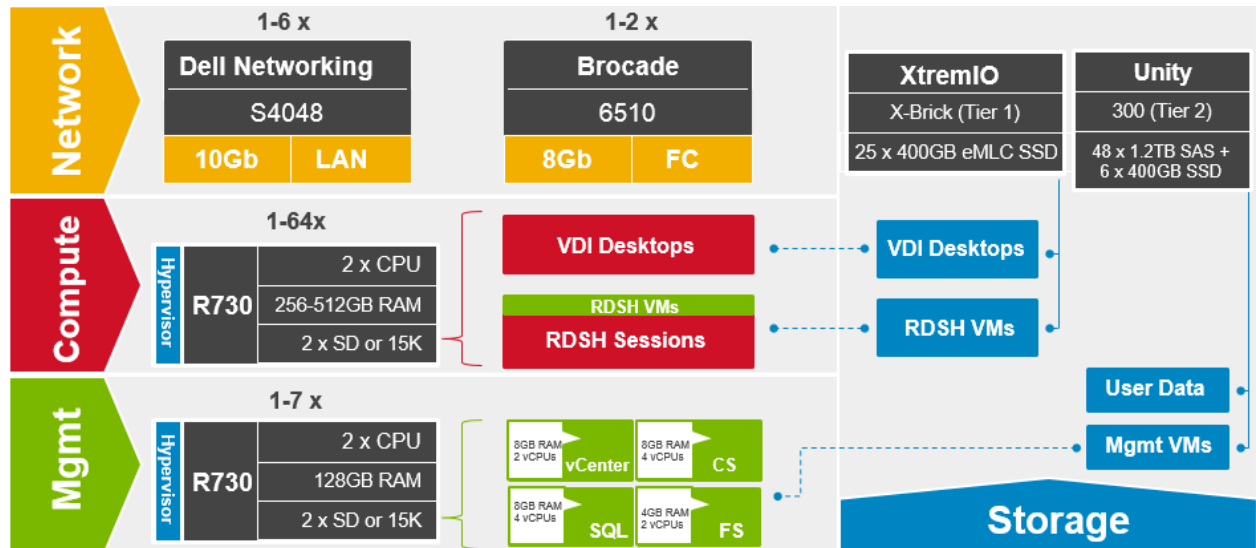 Network
1-6 x
Dell Networking
S4048
10Gb LAN
1-2 x
Brocade
6510
8Gb FC
XtremIO
X-Brick (Tier 1)
25 x 400GB eMLC SSD
Unity
300 (Tier 2)
48 x 1.2TB SAS +
6 x 400GB SSD
Compute
1-64x
Hypervisor
R730
2 x CPU
256-512GB RAM
2 x SD or 15K
VDI Desktops
RDSH VMs
RDSH Sessions
VDI Desktops
RDSH VMs
User Data
Mgmt VMs
Mgmt
1-7 x
Hypervisor
R730
2 x CPU
128GB RAM
2 x SD or 15K
8GB RAM
2 vCPUs
vCenter
8GB RAM
4 vCPUs
CS
8GB RAM
4 vCPUs
SQL
4GB RAM
2 vCPUs
FS
Storage